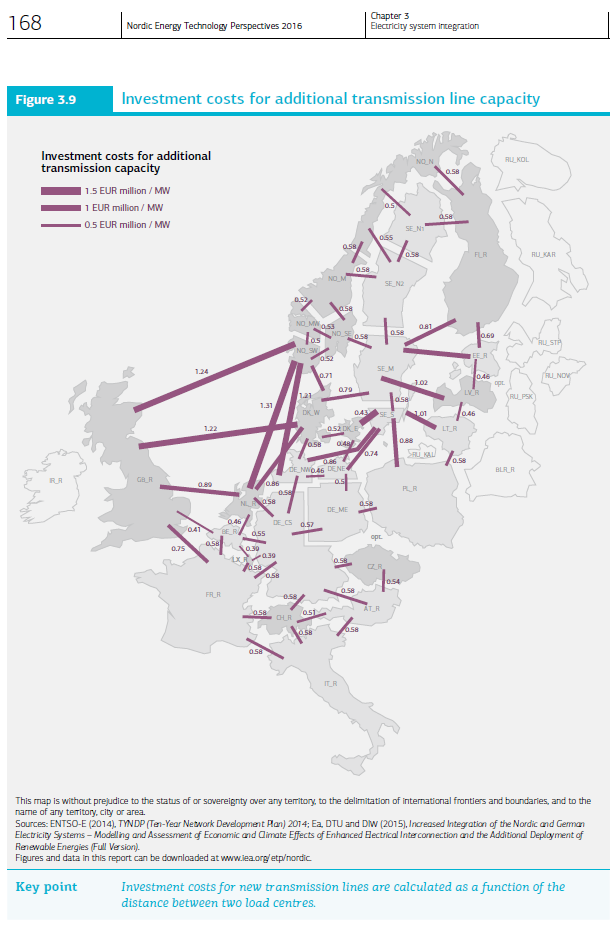 168
Nordic Energy Technology Perspectives 2016
Chapter 3
Electricity system integration
Figure 3.9
Investment costs for additional transmission line capacity
Investment costs for additional
transmission capacity
1.5 EUR million / MW
1 EUR million / MW
0.5 EUR million / MW
NO_N
RU_KOL
0.58
0.5
0.58
SE_N1
0.55
0.58
0.58
FI_R
RU_KAR
0.58
NO_M
SE_N2
0.52
0.58
NO_MW
0.53
NO_SE
0.58
0.58
0.81
0.69
0.5
RU_STP
NO_SW
0.52
EE_R
1.24
0.71
SE_M
0.46
RU_NOV
1.02
opt.
0.79
LV_R
RU_PSK
1.31
1.21
0.58
DK_W
0.43
SE_S
1.01
0.46
1.22
0.52
DK_E
LT_R
0.58
0.48
0.88
0.74
RU_KAL
0.86
0.58
DE_NW
0.46
DE_NE
BLR_R
GB_R
IR_R
0.89
0.86
0.5
PL_R
0.58
NL_R
0.58
0.58
DE_ME
0.46
DE_CS
0.57
0.41
BE_R
0.55
opt.
0.58
0.75
0.39
0.39
LX_R
0.58
CZ_R
0.58
0.58
0.54
FR_R
0.58
0.58
AT_R
0.58
0.51
CH_R
0.58
0.58
0.58
IT_R
This map is without prejudice to the status of or sovereignty over any territory, to the delimitation of international frontiers and boundaries, and to the
name of any territory, city or area.
Sources: ENTSO-E (2014), TYNDP (Ten-Year Network Development Plan) 2014; Ea, DTU and DIW (2015), Increased Integration of the Nordic and German
Electricity Systems – Modelling and Assessment of Economic and Climate Effects of Enhanced Electrical Interconnection and the Additional Deployment of
Renewable Energies (Full Version).
Figures and data in this report can be downloaded at www.iea.org/etp/nordic.
Key point
Investment costs for new transmission lines are calculated as a function of the
distance between two load centres.